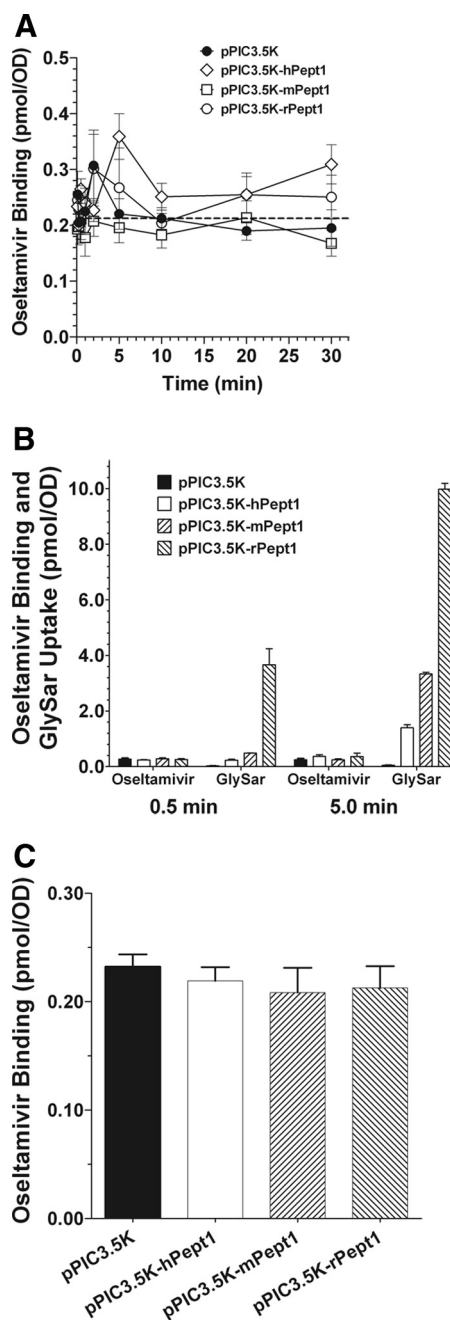 A
pPIC3.5K
pPIC3.5K-hPept1
pPIC3.5K-mPept1
pPIC3.5K-rPept1
Oseltamivir Binding (pmol/OD)
0.5
0.4
0.3
0.2
0.1
0.0
0 5 10 15 20 25 30
Time (min)
B
pPIC3.5K
pPIC3.5K-hPept1
pPIC3.5K-mPept1
pPIC3.5K-rPept1
Oseltamivir Binding and
GlySar Uptake (pmol/OD)
10.0
8.0
6.0
4.0
2.0
0.0
Oseltamivir GlySar Oseltamivir GlySar
0.5 min 5.0 min
C
Oseltamivir Binding (pmol/OD)
0.30
0.20
0.10
0.00
pPIC3.5K
pPIC3.5K-hPept1
pPIC3.5K-mPept1
pPIC3.5K-rPept1